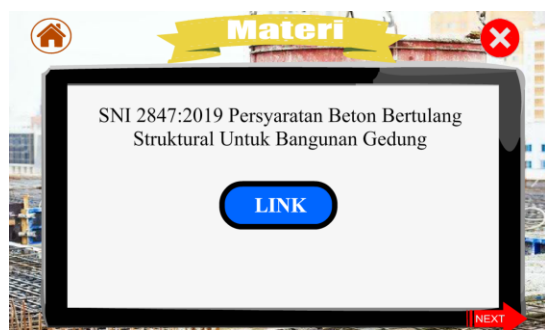 Materi
SNI 2847:2019 Persyaratan Beton Bertulang
Struktural Untuk Bangunan Gedung
LINK
NEXT